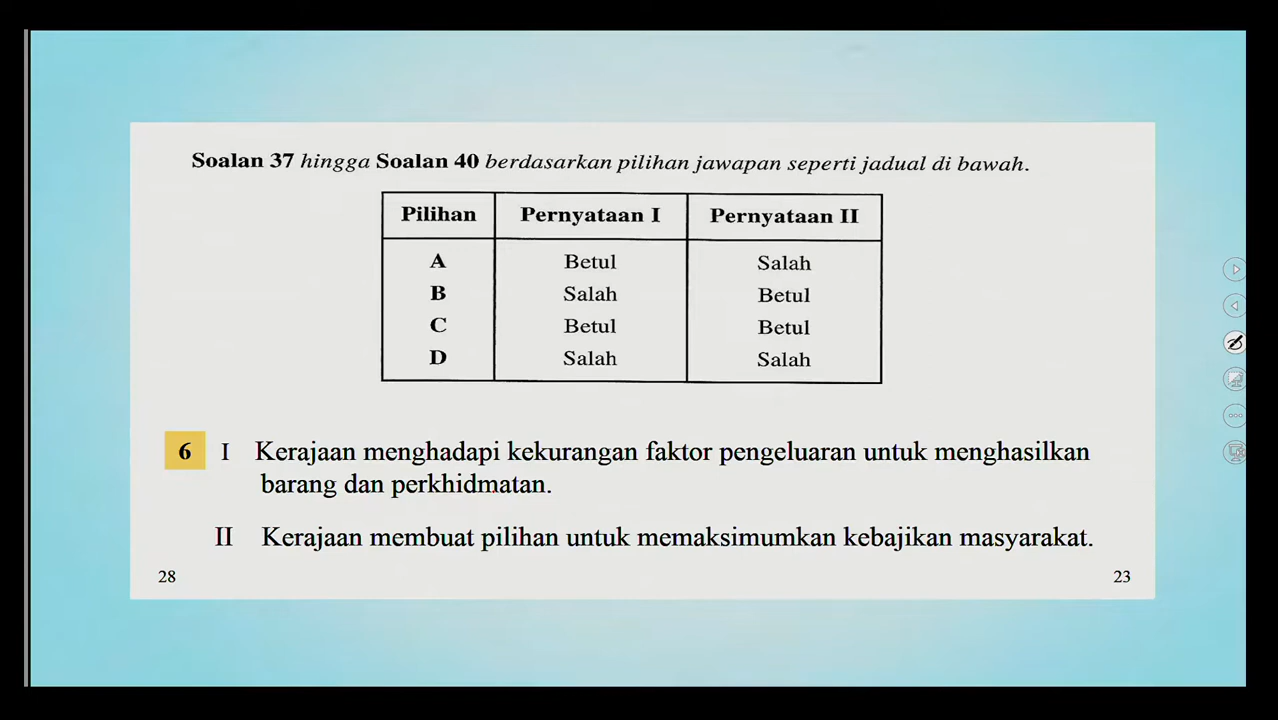 Soalan 37 hingga Soalan 40 berdasarkan pilihan jawapan seperti jadual di bawah.
Pilihan Pernyataan I Pernyataan II
A Betul Salah
B Salah Betul
C Betul Betul
D Salah Salah
6 I Kerajaan menghadapi kekurangan faktor pengeluaran untuk menghasilkan
barang dan perkhidmatan.
II Kerajaan membuat pilihan untuk memaksimumkan kebajikan masyarakat.
28 23